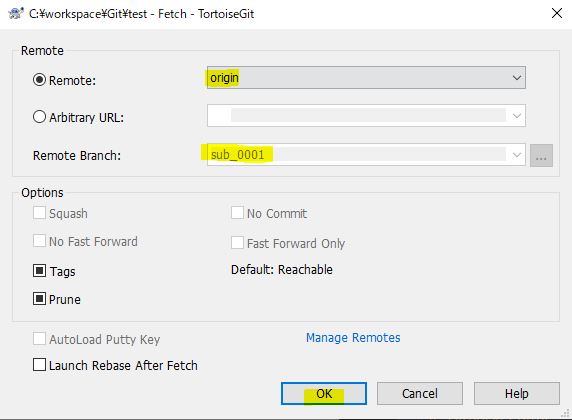 C:¥workspace¥Git¥test - Fetch - TortoiseGit
Remote
Remote:
origin
Arbitrary URL:
Remote Branch:
sub_0001
...
Options
Squash
No Commit
No Fast Forward
Fast Forward Only
Tags
Default: Reachable
Prune
AutoLoad Putty Key
Manage Remotes
Launch Rebase After Fetch
OK
Cancel
Help